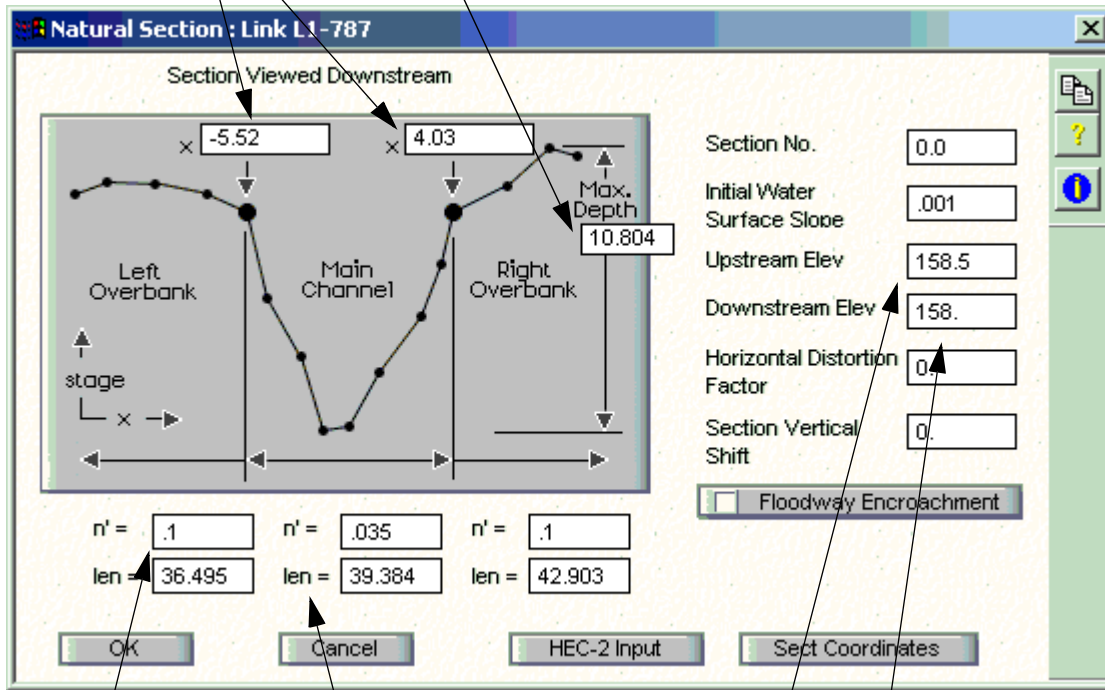 Natural Section : Link L1-787
Section Viewed Downstream
x -5.52
x 4.03
Max.
Depth
10.804
Left
Overbank
Main
Channel
Right
Overbank
stage
x
Section No. 0.0
Initial Water
Surface Slope .001
Upstream Elev 158.5
Downstream Elev 158.
Horizontal Distortion
Factor 0.
Section Vertical
Shift 0.
Floodway Encroachment
n' = .1 n' = .035 n' = .1
len = 36.495 len = 39.384 len = 42.903
OK Cancel HEC-2 Input Sect Coordinates